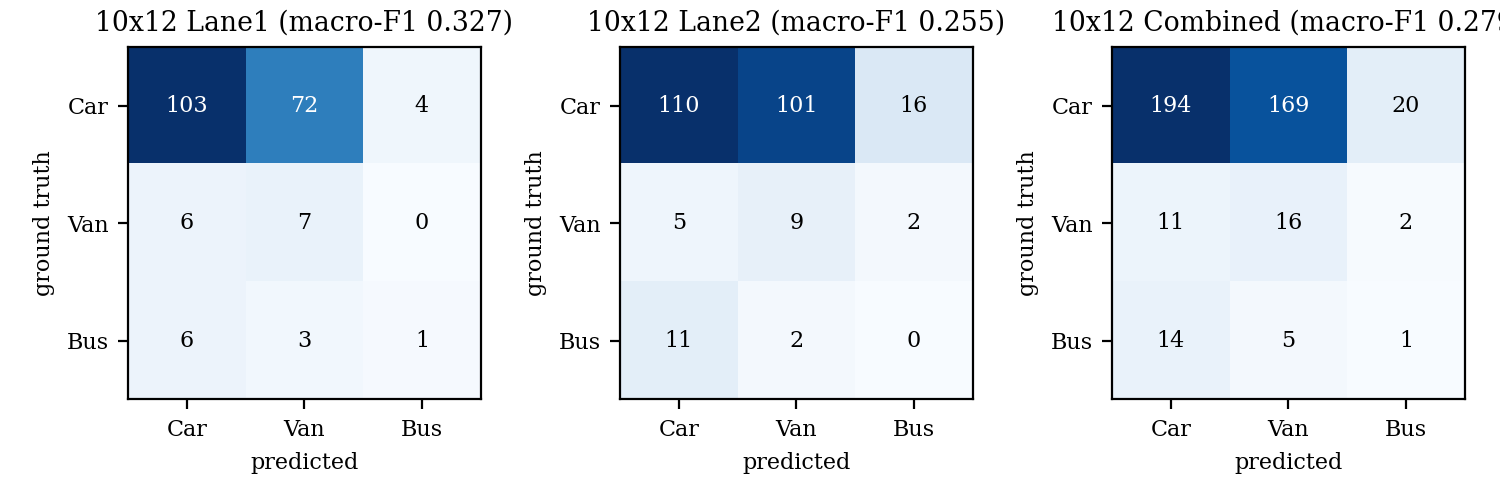 10x12 Lane1 (macro-F1 0.327)
ground truth
Car 103 72 4
Van 6 7 0
Bus 6 3 1
Car Van Bus
predicted
10x12 Lane2 (macro-F1 0.255)
ground truth
Car 110 101 16
Van 5 9 2
Bus 11 2 0
Car Van Bus
predicted
10x12 Combined (macro-F1 0.279
ground truth
Car 194 169 20
Van 11 16 2
Bus 14 5 1
Car Van Bus
predicted